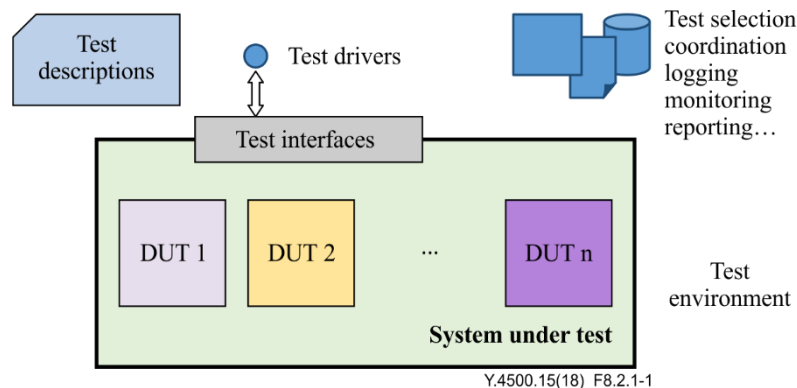 Test
descriptions
Test drivers
Test selection
coordination
logging
monitoring
reporting…
Test interfaces
DUT 1
DUT 2
...
DUT n
Test
environment
System under test
Y.4500.15(18)_F8.2.1-1